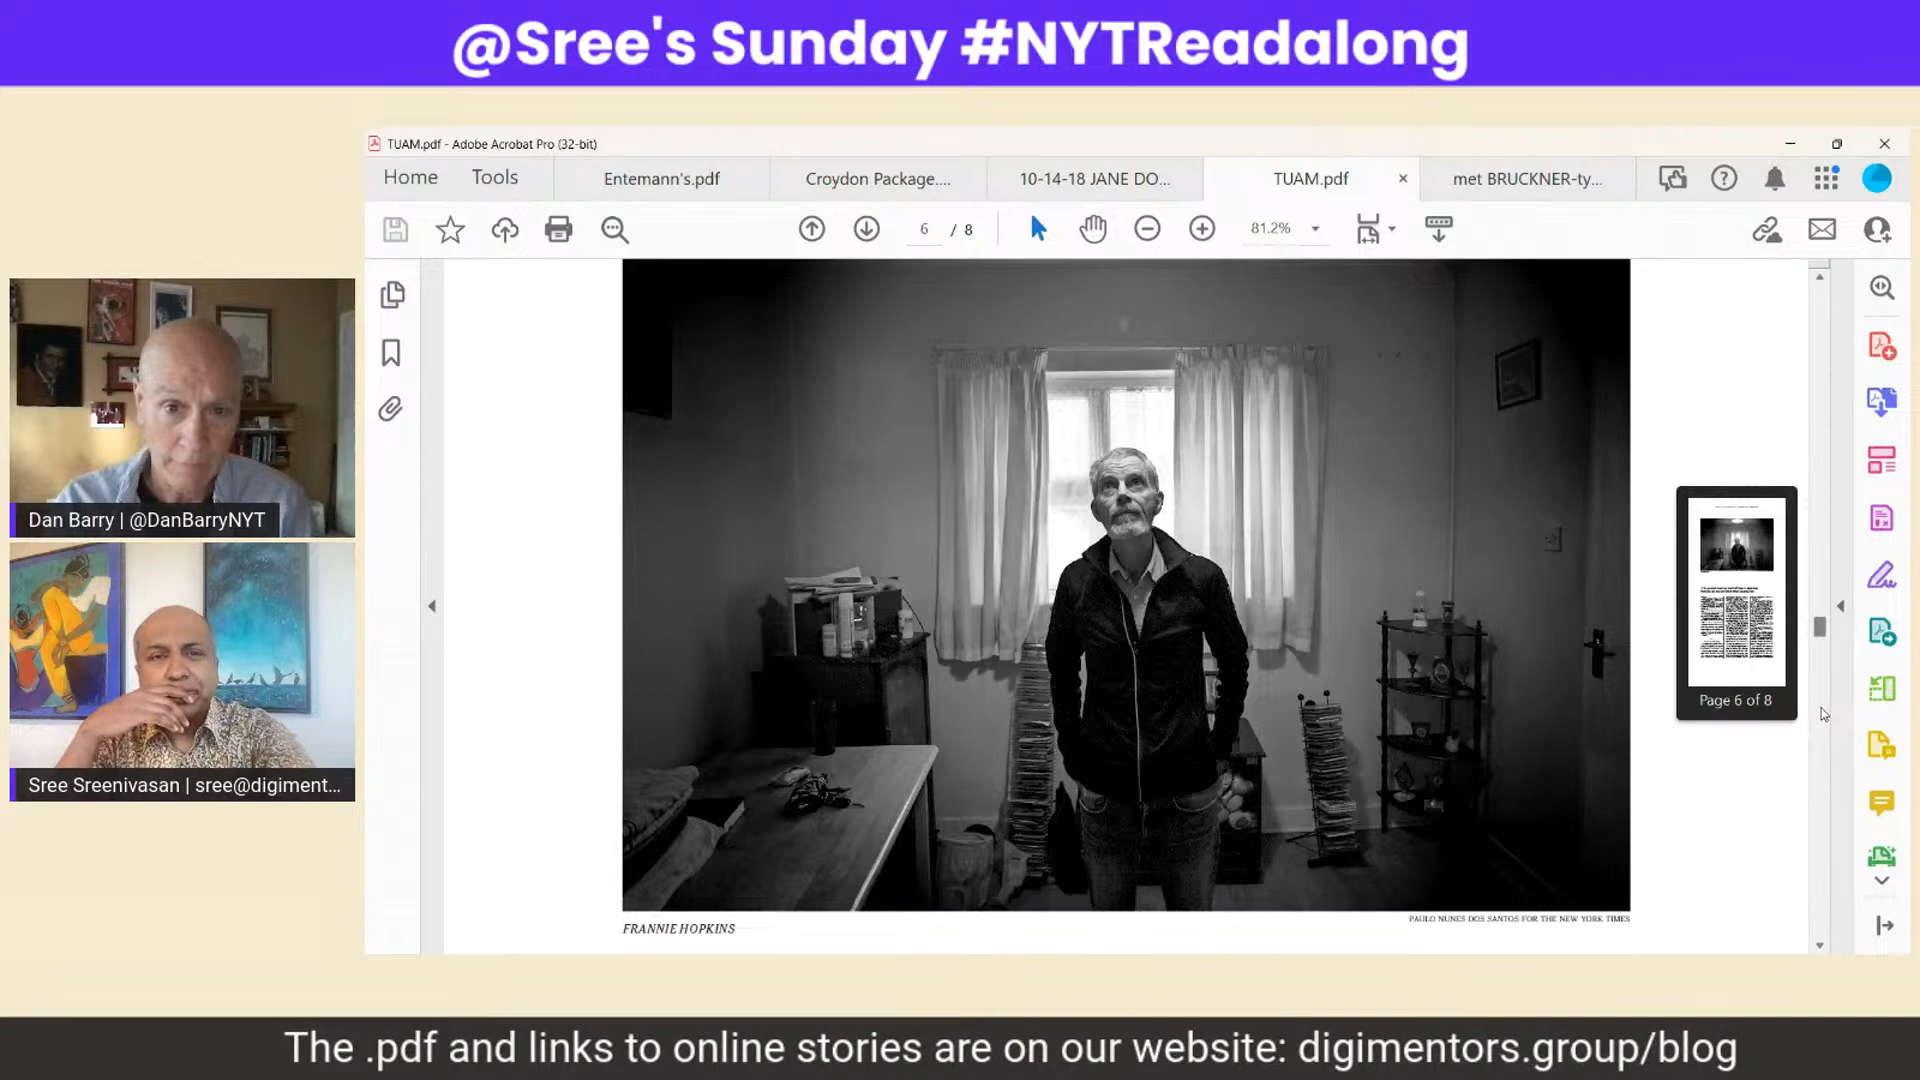 @Sree's Sunday #NYTReadalong
TUAM.pdf - Adobe Acrobat Pro (32-bit)
Home Tools Entemann's.pdf Croydon Package.... 10-14-18 JANE DO... TUAM.pdf met BRUCKNER-ty...
6 / 8 81.2%
Dan Barry | @DanBarryNYT
Sree Sreenivasan | sree@digiment...
Page 6 of 8
FRANNIE HOPKINS
PAULO NUNES DOS SANTOS FOR THE NEW YORK TIMES
The .pdf and links to online stories are on our website: digimentors.group/blog